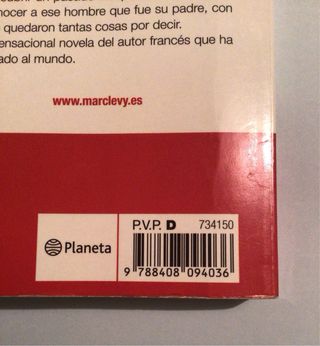 nocer a ese hombre que fue su padre, con
quedaron tantas cosas por decir.
ensacional novela del autor francés que ha
ado al mundo.
www.marclevy.es
P.V.P. D 734150
Planeta
9 788408 094036